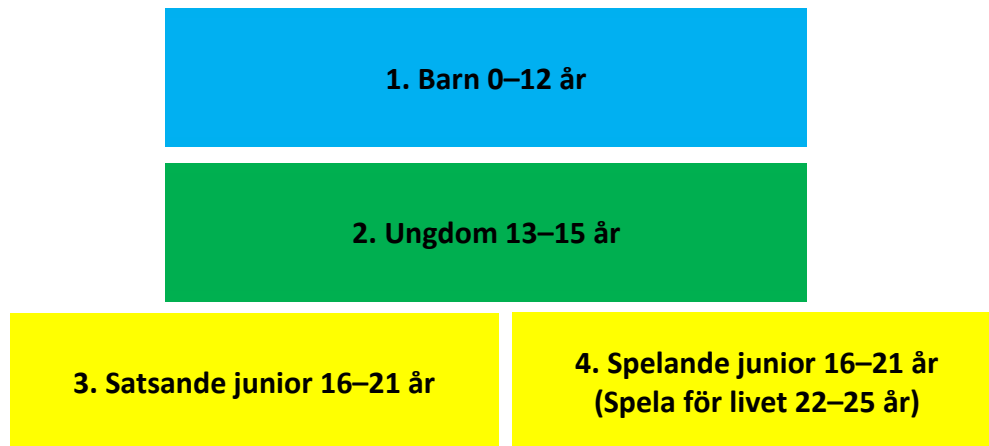 1. Barn 0–12 år
2. Ungdom 13–15 år
3. Satsande junior 16–21 år
4. Spelande junior 16–21 år
(Spela för livet 22–25 år)